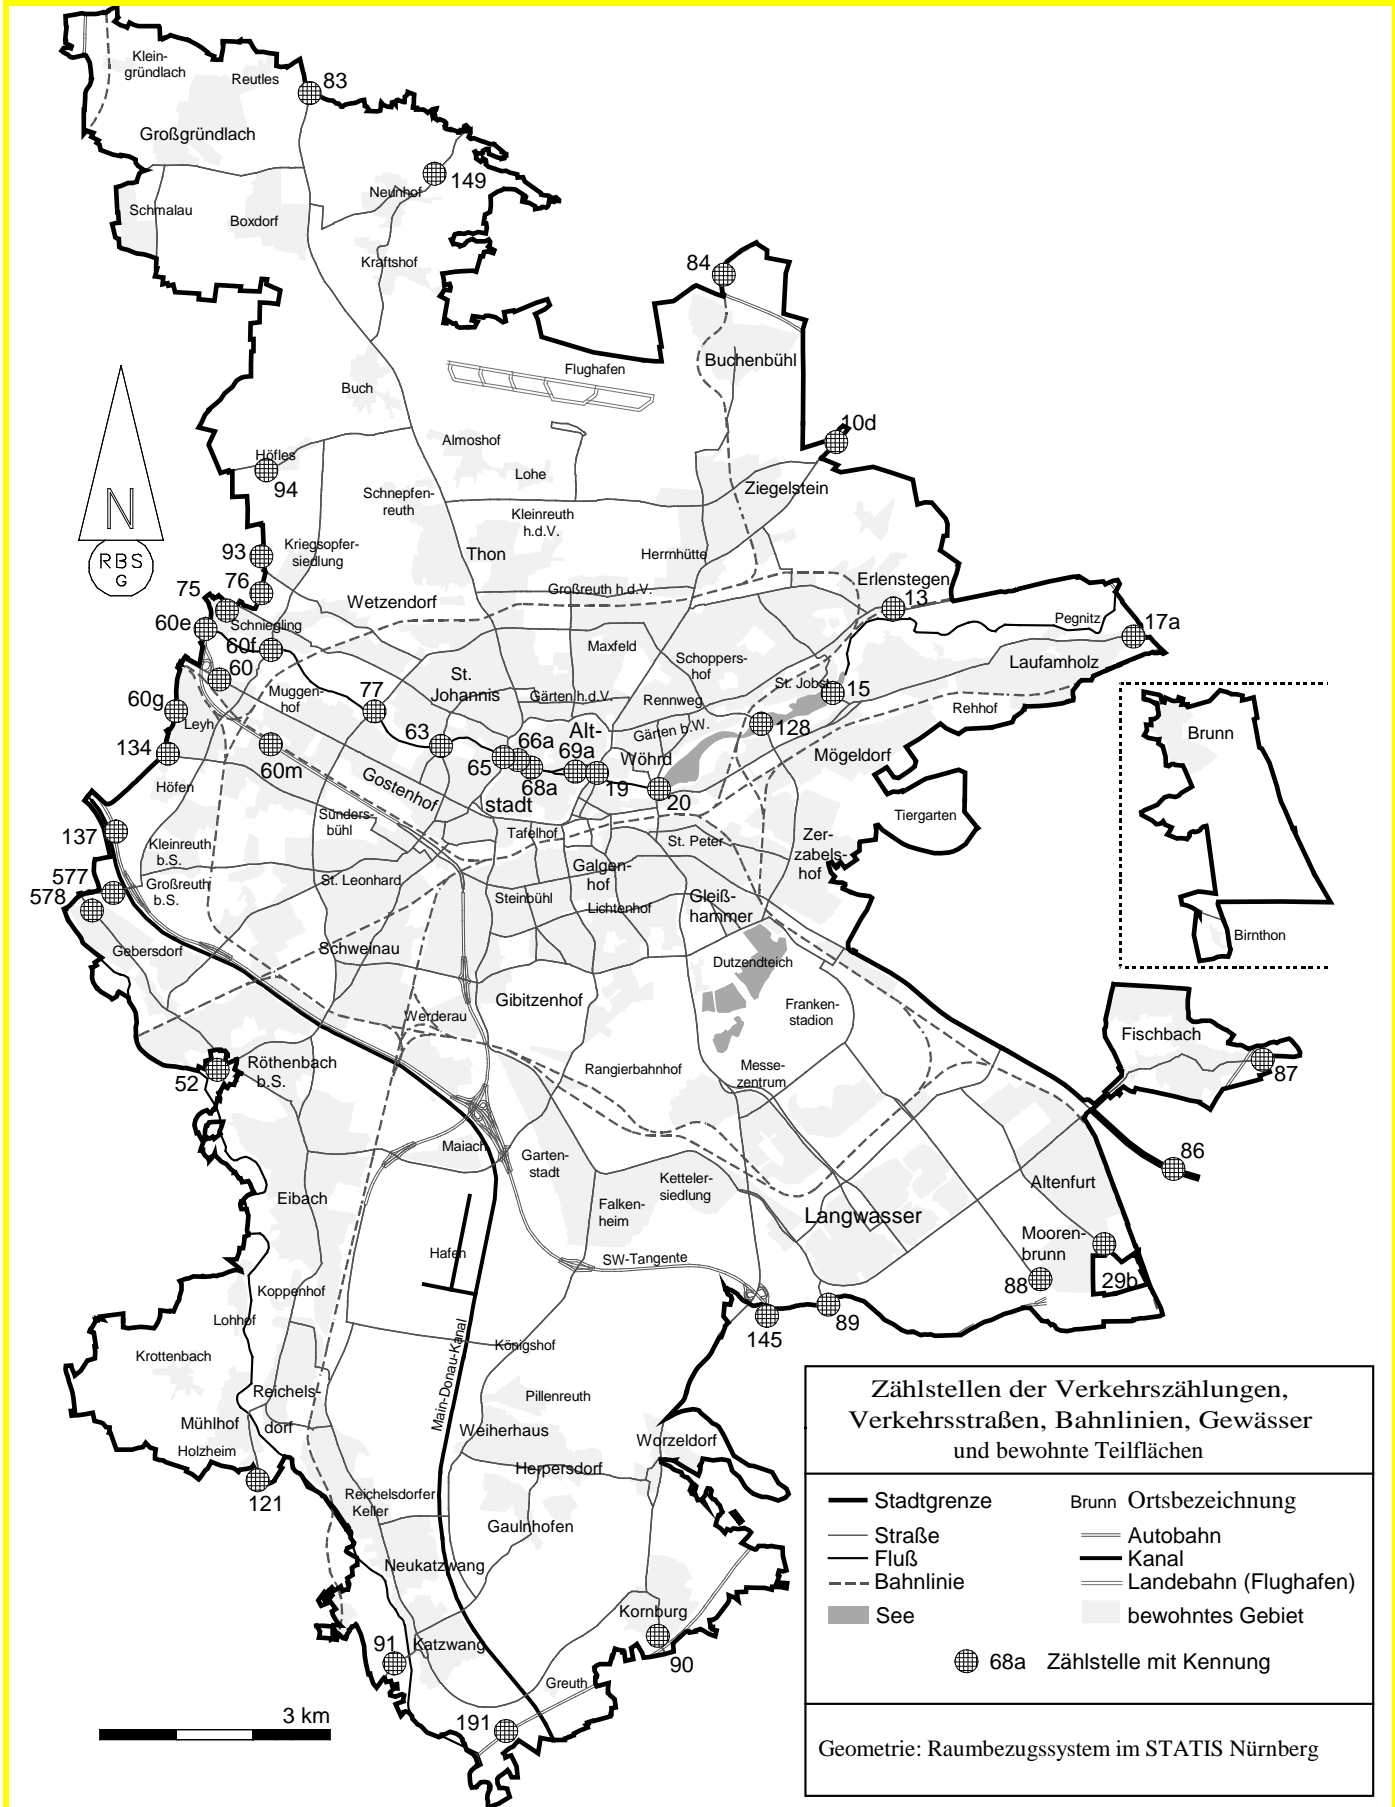 Klein-
gründlach
Reutles
83
Großgründlach
149
Neunhof
Schmalau
Boxdorf
Kraftshof
84
Buchenbühl
Flughafen
Buch
10d
Almoshof
Höfles
Lohe
94
Ziegelstein
Schnepfen-
reuth
N
Kleinreuth
h.d.V.
RBS
G
93
Kriegsopfer-
siedlung
Thon
Herrnhütte
76
75
Erlenstegen
Großreuth h.d.V.
13
Wetzendorf
60e
Schniegling
Pegnitz
17a
60f
Maxfeld
Laufamholz
Schoppers-
hof
60
St.
Johannis
St. Jobst
15
Muggen-
hof
77
Gärten h.d.V.
Rennweg
Rehhof
60g
Leyh
63
66a
Alt-
69a
Gärten b.W.
128
Brunn
134
60m
65
68a
Wöhrd
Mögeldorf
Höfen
Gostenhof
stadt
19
20
Tiergarten
137
Sünders-
bühl
Tafelhof
St. Peter
Zer-
zabels-
hof
Kleinreuth
b.S.
577
578
Großreuth
b.S.
St. Leonhard
Galgen-
hof
Steinbühl
Lichtenhof
Gleiß-
hammer
Birnthon
Gebersdorf
Schweinau
Dutzendteich
Gibitzenhof
Franken-
stadion
Werderau
Fischbach
Röthenbach
b.S.
52
Rangierbahnhof
Messe-
zentrum
87
Maiach
Garten-
stadt
86
Eibach
Ketteler-
siedlung
Altenfurt
Falken-
heim
Langwasser
Hafen
SW-Tangente
Mooren-
brunn
88
29b
Koppenhof
Lohhof
145
89
Königshof
Krottenbach
Main-Donau-Kanal
Reichels-
dorf
Pillenreuth
Mühlhof
Weiherhaus
Holzheim
Worzeldorf
Herpersdorf
121
Reichelsdorfer
Keller
Gaulnhofen
Neukatzwang
Kornburg
91
Katzwang
90
Greuth
191
3 km
Zählstellen der Verkehrszählungen,
Verkehrsstraßen, Bahnlinien, Gewässer
und bewohnte Teilflächen
Stadtgrenze
Brunn Ortsbezeichnung
Straße
Autobahn
Fluß
Kanal
Bahnlinie
Landebahn (Flughafen)
See
bewohntes Gebiet
68a Zählstelle mit Kennung
Geometrie: Raumbezugssystem im STATIS Nürnberg